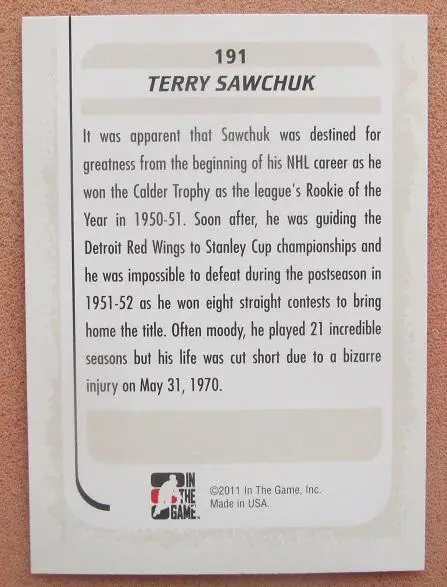 191
TERRY SAWCHUK
It was apparent that Sawchuk was destined for
greatness from the beginning of his NHL career as he
won the Calder Trophy as the league's Rookie of the
Year in 1950-51. Soon after, he was guiding the
Detroit Red Wings to Stanley Cup championships and
he was impossible to defeat during the postseason in
1951-52 as he won eight straight contests to bring
home the title. Often moody, he played 21 incredible
seasons but his life was cut short due to a bizarre
injury on May 31, 1970.
IN
THE
GAME™
©2011 In The Game, Inc.
Made in USA.